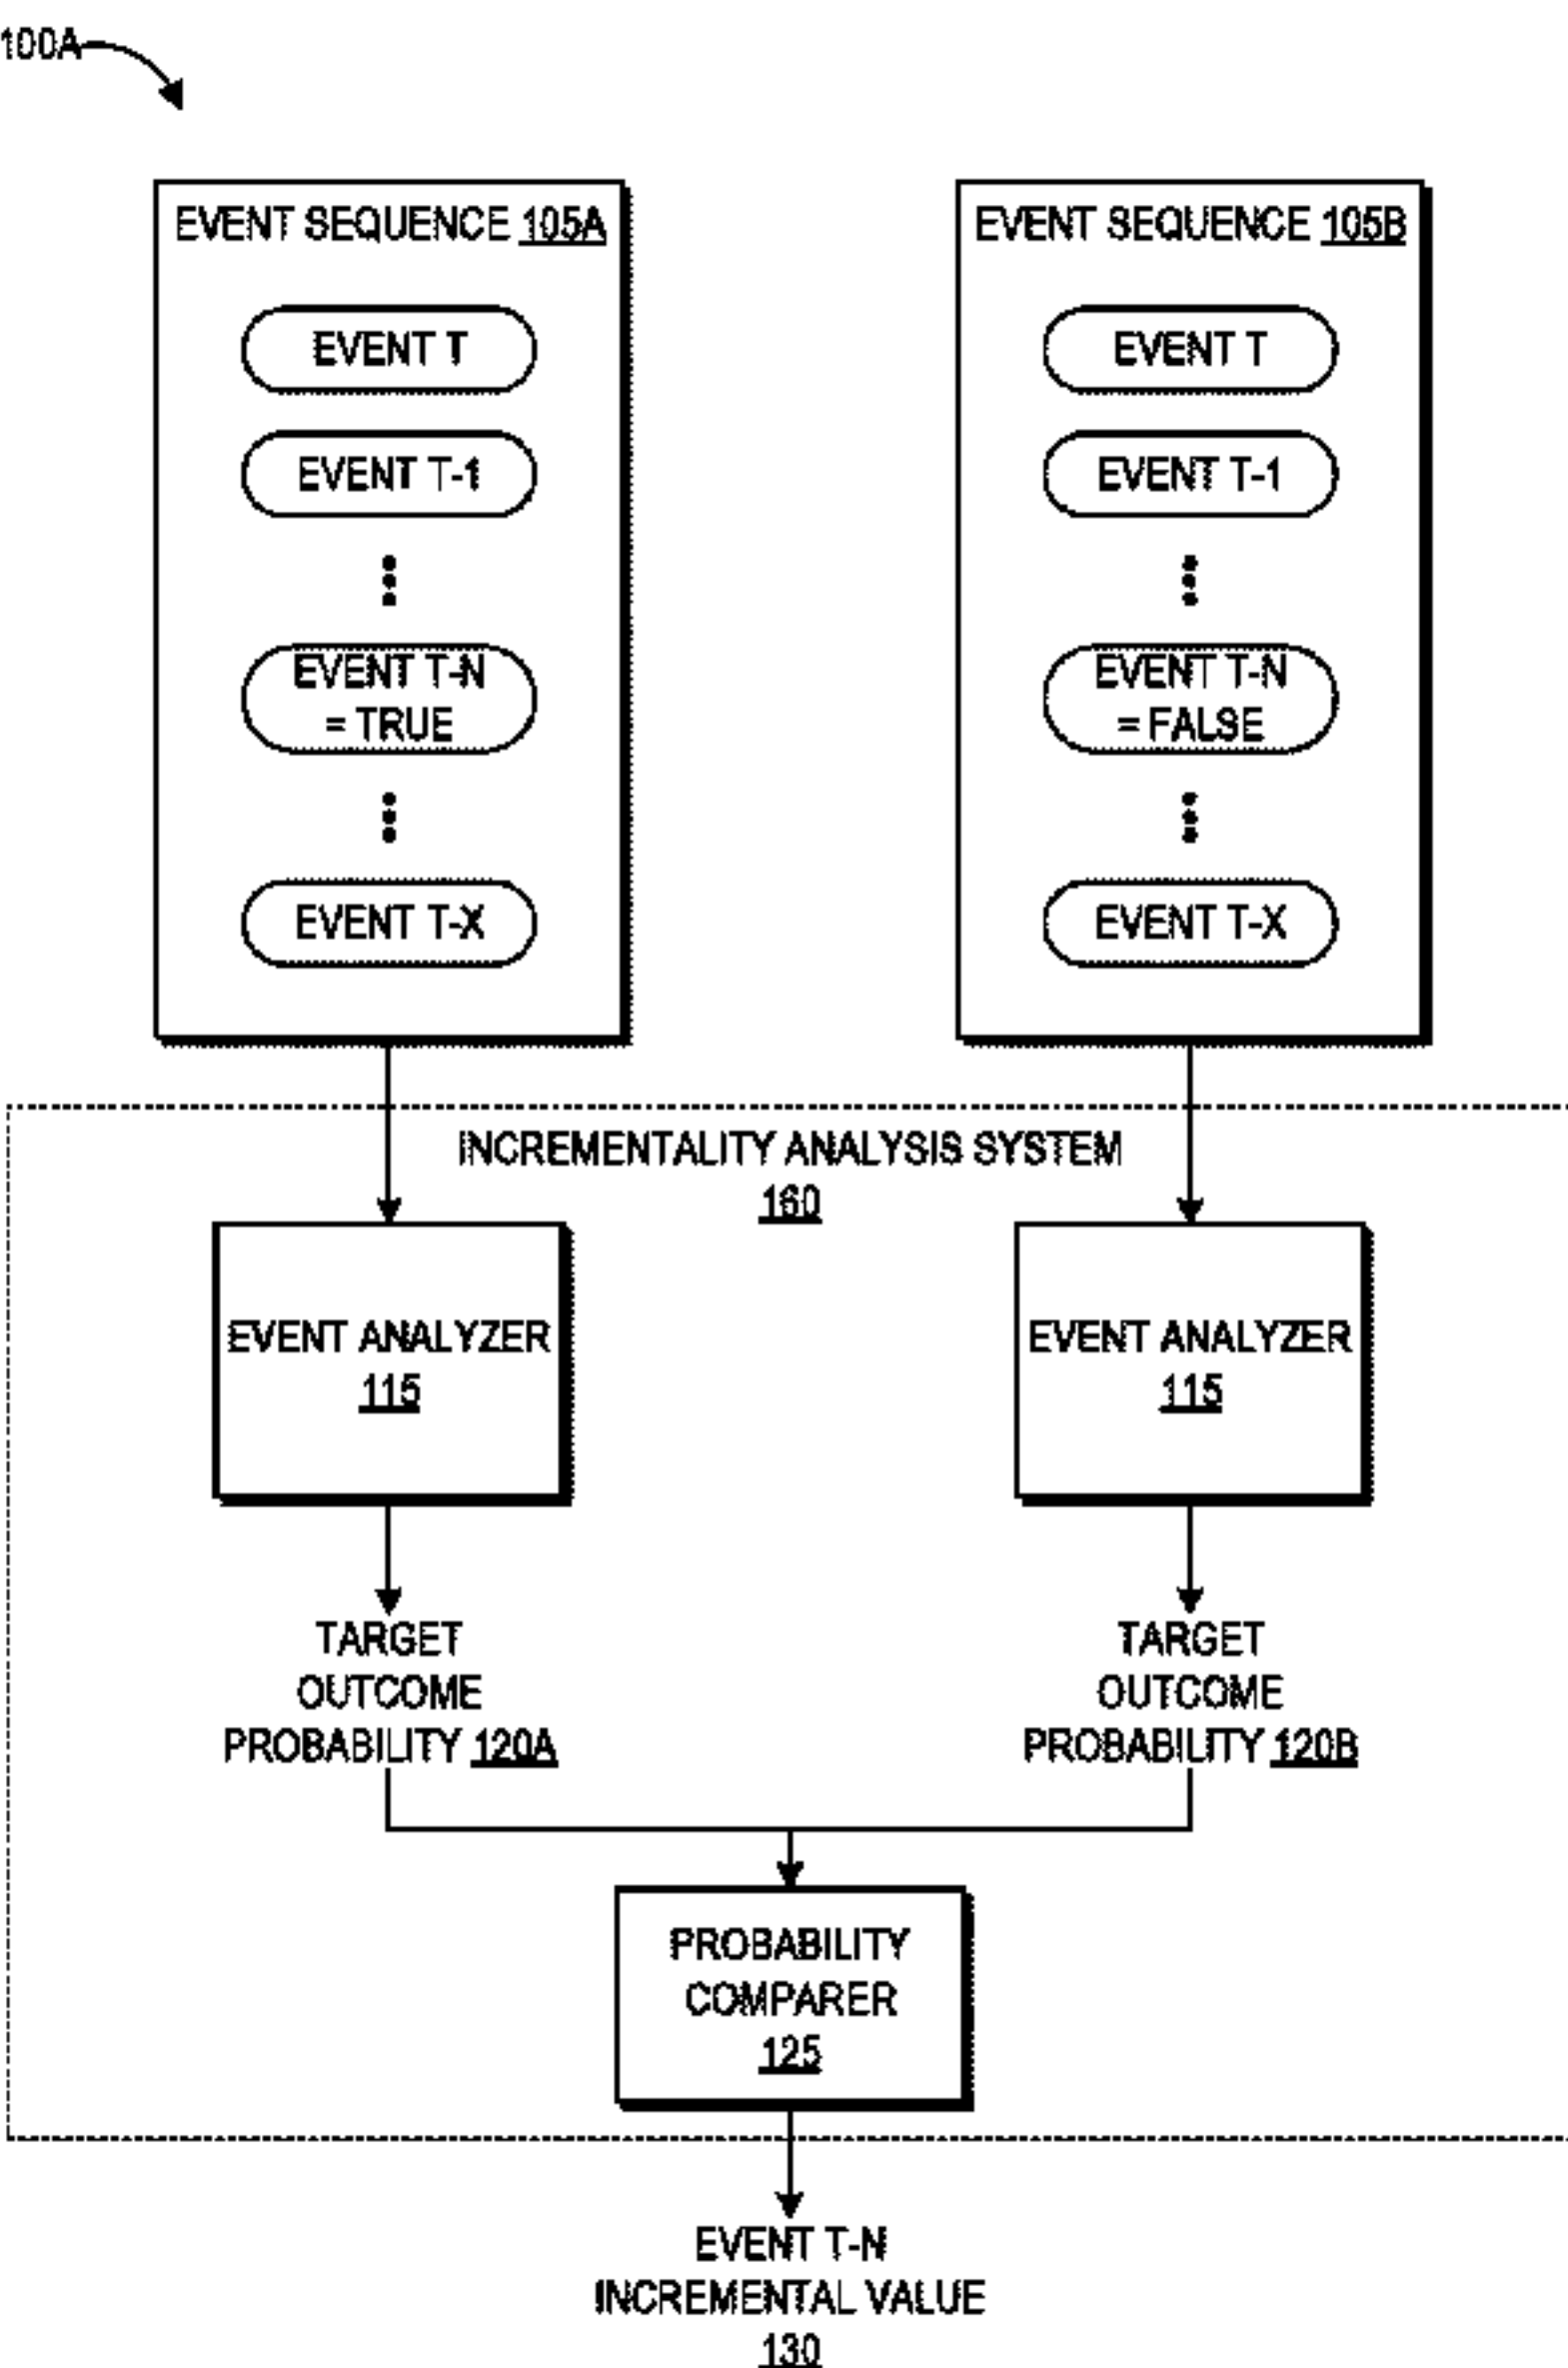 100A
EVENT SEQUENCE 105A
EVENT T
EVENT T-1
EVENT T-N
= TRUE
EVENT T-X
EVENT SEQUENCE 105B
EVENT T
EVENT T-1
EVENT T-N
= FALSE
EVENT T-X
INCREMENTALITY ANALYSIS SYSTEM
160
EVENT ANALYZER
115
EVENT ANALYZER
115
TARGET
OUTCOME
PROBABILITY 120A
TARGET
OUTCOME
PROBABILITY 120B
PROBABILITY
COMPARER
125
EVENT T-N
INCREMENTAL VALUE
130